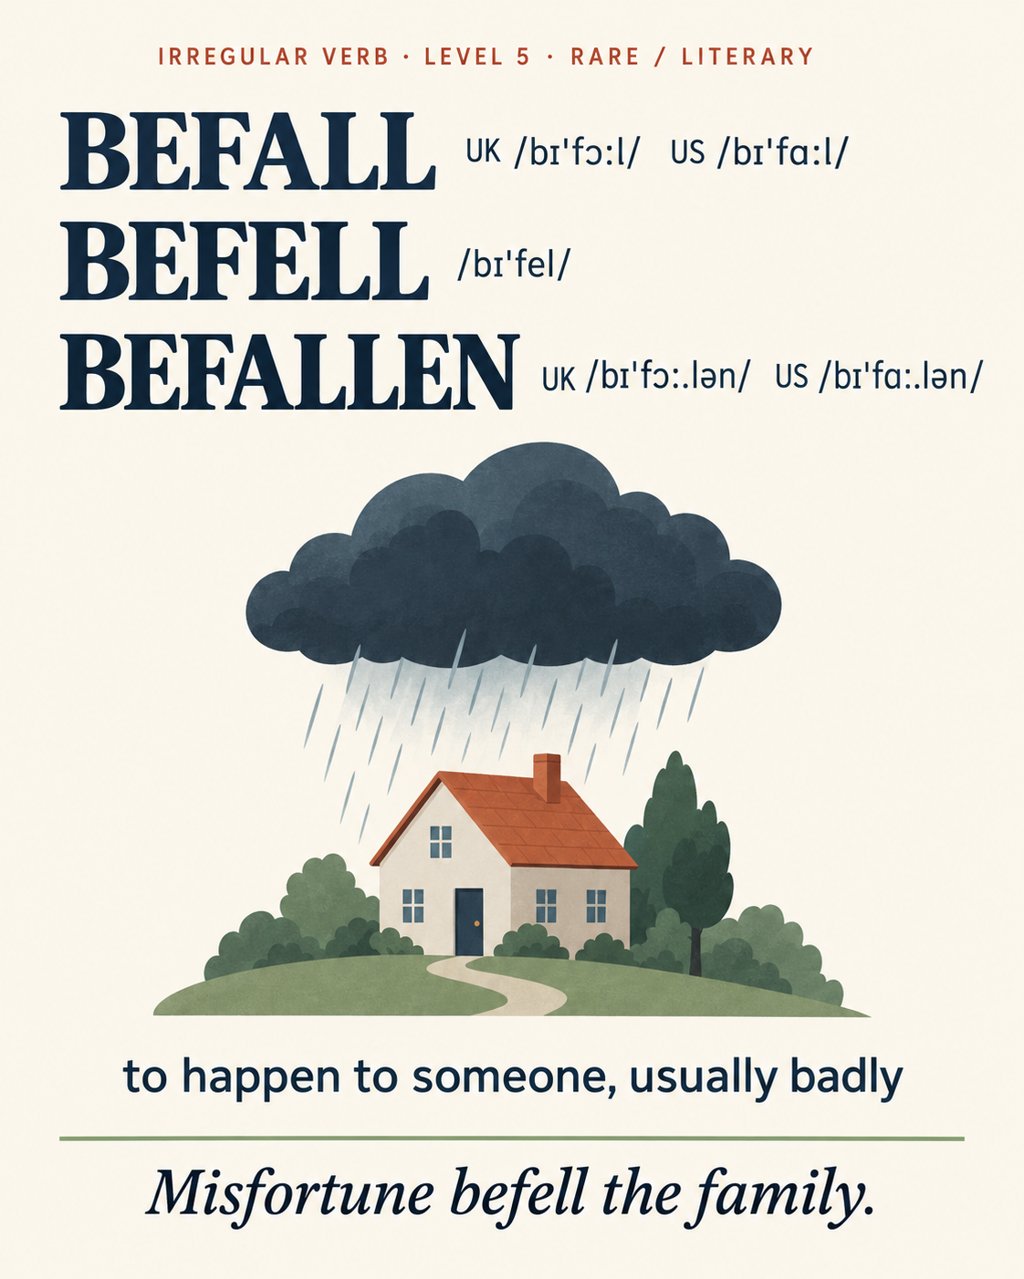 IRREGULAR VERB · LEVEL 5 · RARE / LITERARY
BEFALL UK /bɪˈfɔːl/ US /bɪˈfɑːl/
BEFELL /bɪˈfel/
BEFALLEN UK /bɪˈfɔː.lən/ US /bɪˈfɑː.lən/
to happen to someone, usually badly
Misfortune befell the family.